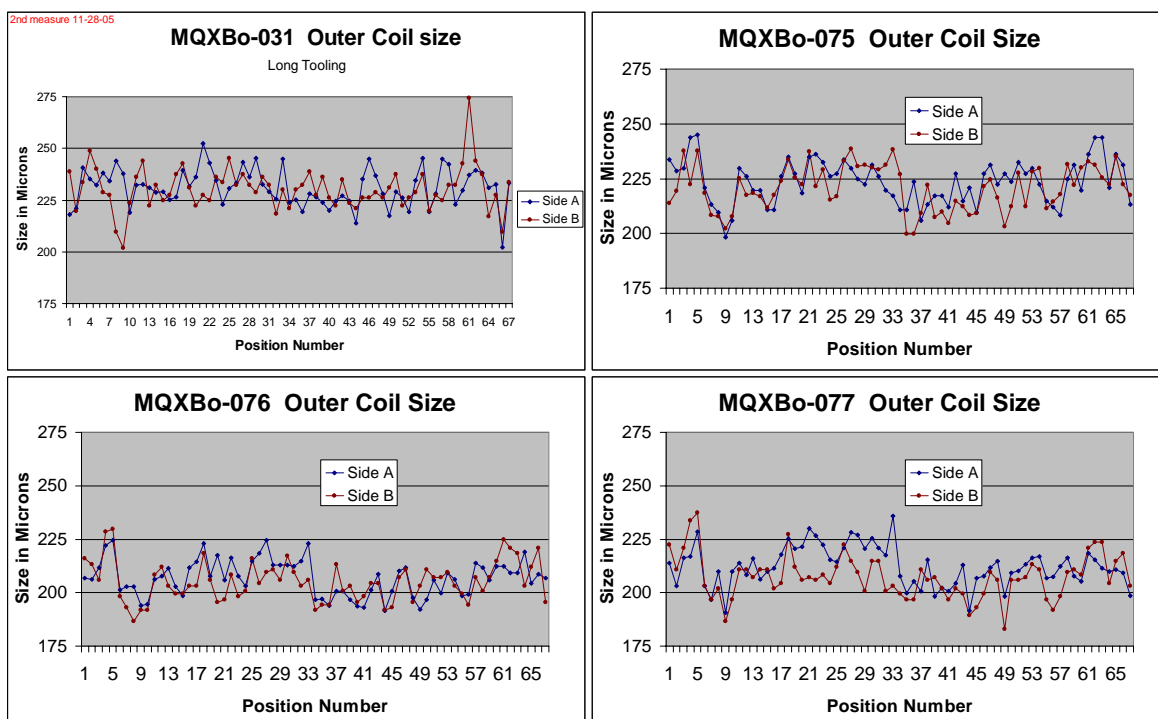 2nd measure 11-28-05
MQXBo-031 Outer Coil size
Long Tooling
Size in Microns
275
250
225
200
175
1 4 7 10 13 16 19 22 25 28 31 34 37 40 43 46 49 52 55 58 61 64 67
Position Number
Side A
Side B
MQXBo-075 Outer Coil Size
Size in Microns
275
250
225
200
175
1 5 9 13 17 21 25 29 33 37 41 45 49 53 57 61 65
Position Number
Side A
Side B
MQXBo-076 Outer Coil Size
Size in Microns
275
250
225
200
175
1 5 9 13 17 21 25 29 33 37 41 45 49 53 57 61 65
Position Number
Side A
Side B
MQXBo-077 Outer Coil Size
Size in Microns
275
250
225
200
175
1 5 9 13 17 21 25 29 33 37 41 45 49 53 57 61 65
Position Number
Side A
Side B